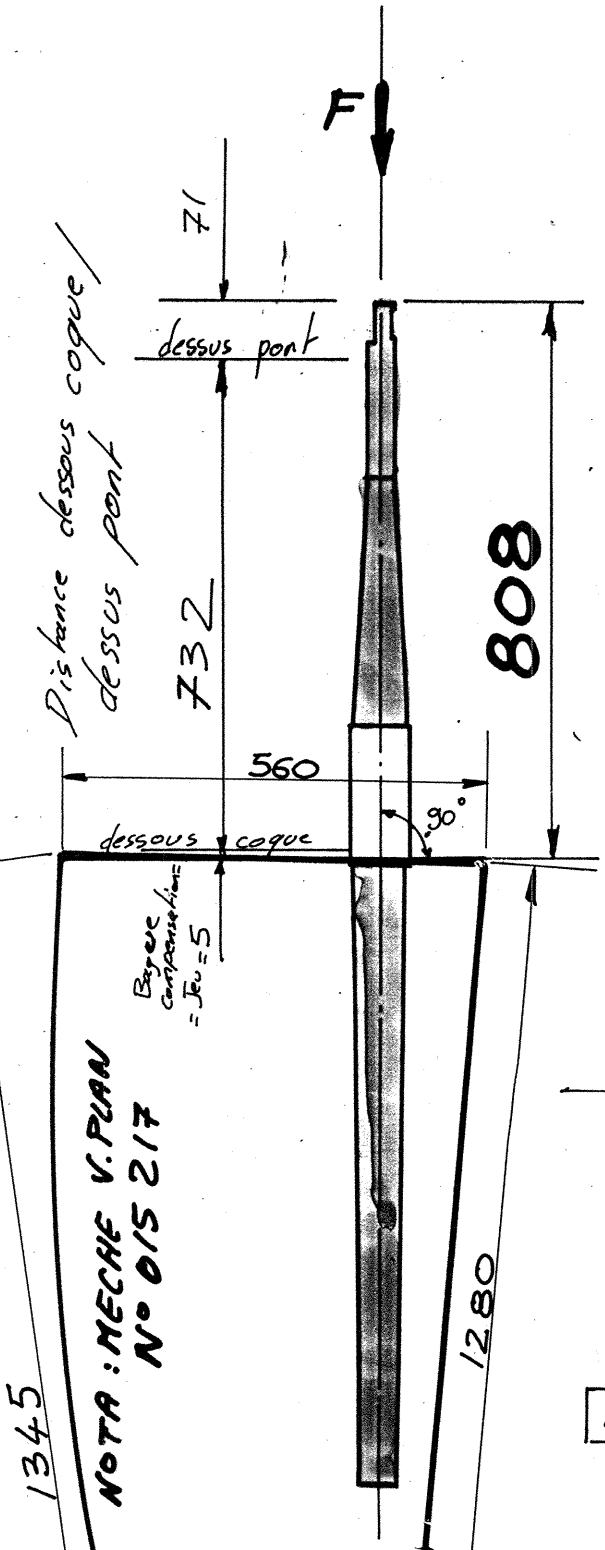 F
71
dessus pont
Distance dessous coque/
dessus pont
732
808
560
90°
dessous coque
Bague
compensation=
= Jeu = 5
NOTA : MECHE V. PLAN
N° 015 217
1345
1280